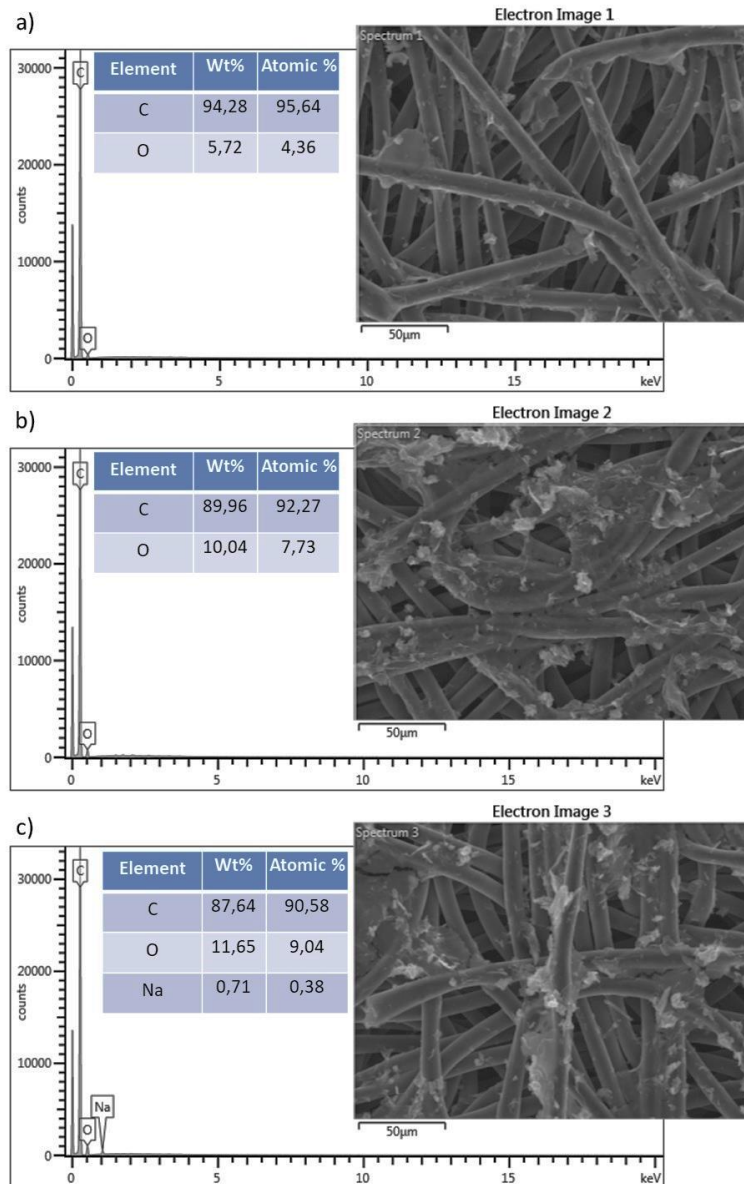 a)
Electron Image 1
Spectrum 1
Element Wt% Atomic %
C 94,28 95,64
O 5,72 4,36
30000
20000
10000
0
counts
C
O
0 5 10 15 keV
50µm
b)
Electron Image 2
Spectrum 2
Element Wt% Atomic %
C 89,96 92,27
O 10,04 7,73
30000
20000
10000
0
counts
C
O
0 5 10 15 keV
50µm
c)
Electron Image 3
Spectrum 3
Element Wt% Atomic %
C 87,64 90,58
O 11,65 9,04
Na 0,71 0,38
30000
20000
10000
0
counts
C
O
Na
0 5 10 15 keV
50µm